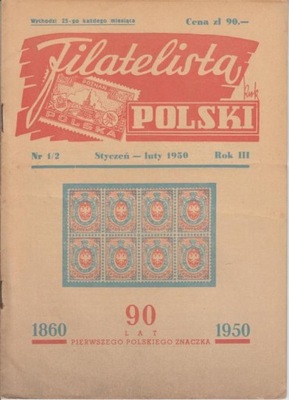 Wychodzi 25-go każdego miesiąca
Cena zł 90.—
Filatelista
POLSKI
POLSKA
Nr 1/2
Styczeń — luty 1950
Rok III
90
1860 LAT 1950
PIERWSZEGO POLSKIEGO ZNACZKA